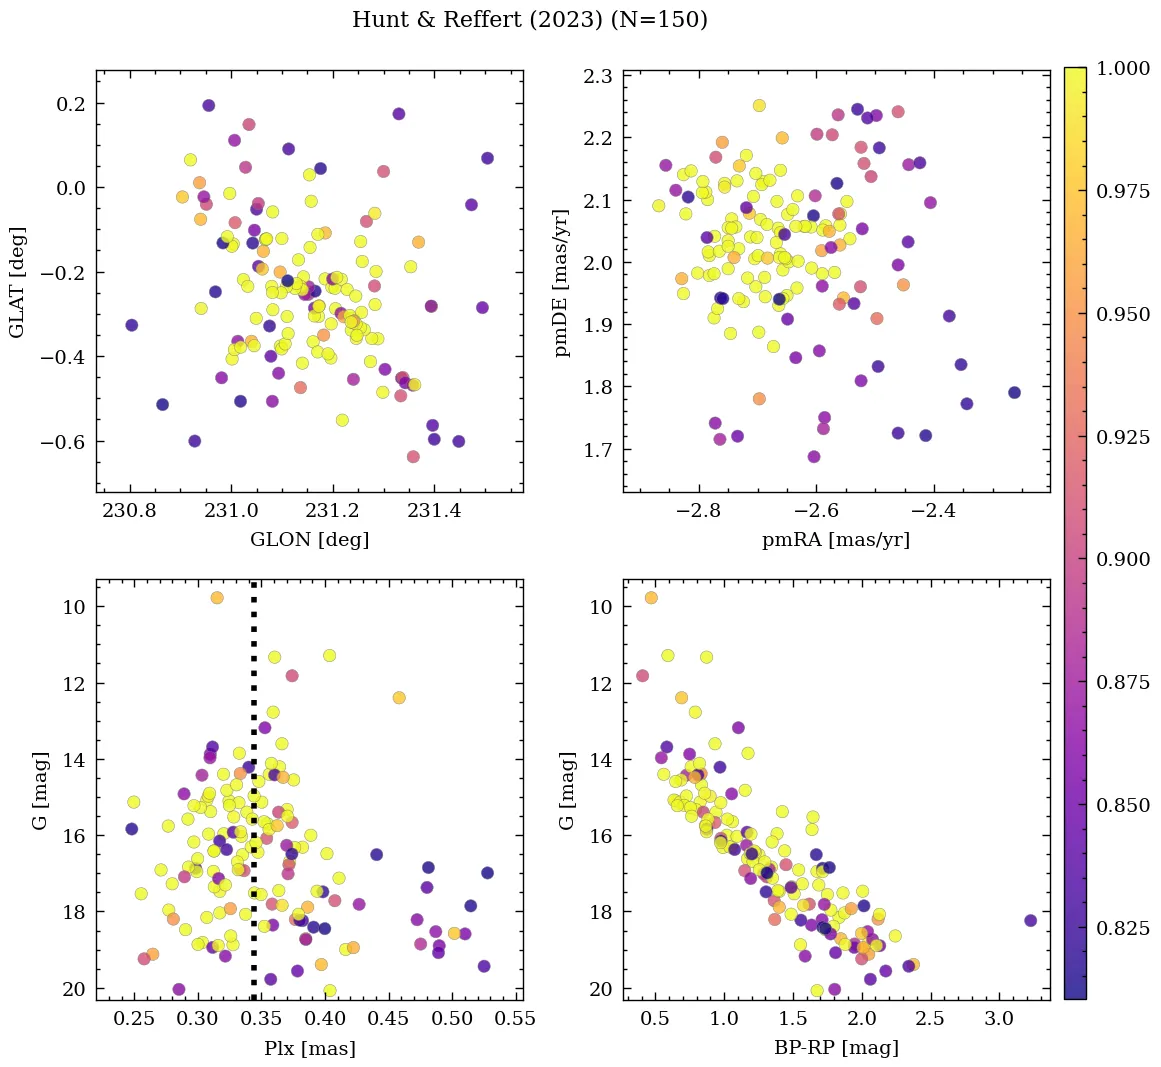 Hunt & Reffert (2023) (N=150)
0.2
0.0
−0.2
−0.4
−0.6
GLAT [deg]
230.8 231.0 231.2 231.4
GLON [deg]
2.3
2.2
2.1
2.0
1.9
1.8
1.7
pmDE [mas/yr]
−2.8 −2.6 −2.4
pmRA [mas/yr]
10
12
14
16
18
20
G [mag]
0.25 0.30 0.35 0.40 0.45 0.50 0.55
Plx [mas]
10
12
14
16
18
20
G [mag]
0.5 1.0 1.5 2.0 2.5 3.0
BP-RP [mag]
1.000
0.975
0.950
0.925
0.900
0.875
0.850
0.825